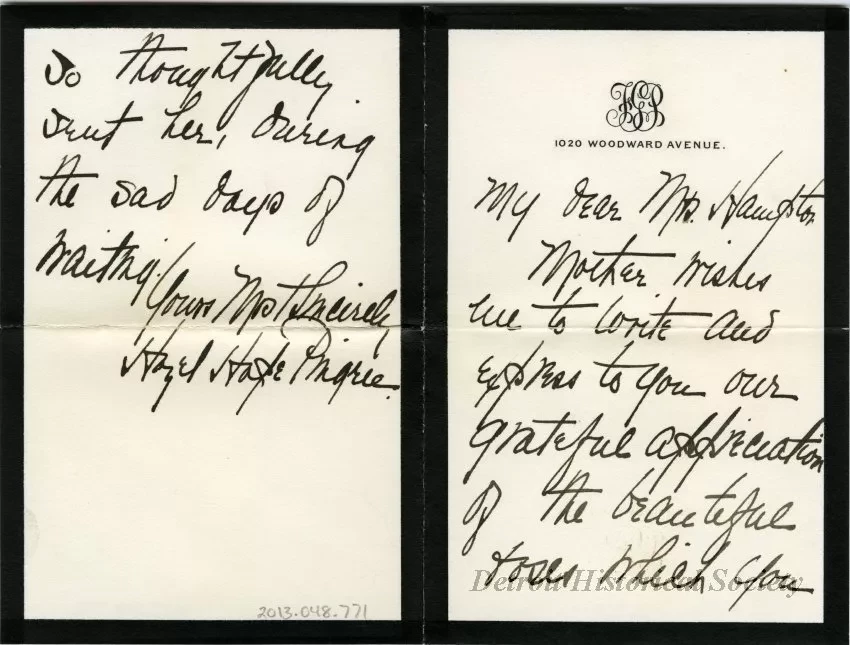 HGP
1020 WOODWARD AVENUE.
My dear Mrs. Hampton
Mother wishes
me to write and
express to you our
grateful appreciation
of the beautiful
roses which you
so thoughtfully
sent her, during
the sad days of
waiting.
Yours Most Sincerely,
Hazel Hope Pingree.
2013.048.771
Detroit Historical Society